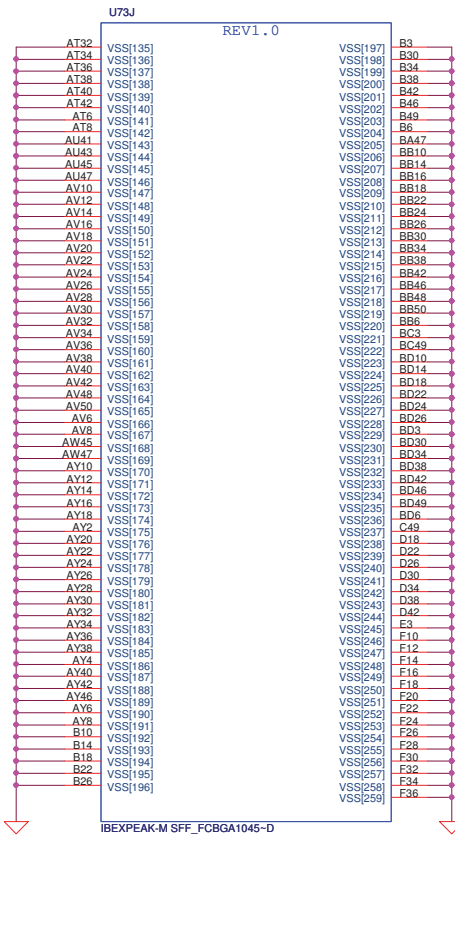 U73J
REV1.0
AT32 VSS[135] VSS[197] B3
AT34 VSS[136] VSS[198] B30
AT36 VSS[137] VSS[199] B34
AT38 VSS[138] VSS[200] B38
AT40 VSS[139] VSS[201] B42
AT42 VSS[140] VSS[202] B46
AT6 VSS[141] VSS[203] B49
AT8 VSS[142] VSS[204] B6
AU41 VSS[143] VSS[205] BA47
AU43 VSS[144] VSS[206] BB10
AU45 VSS[145] VSS[207] BB14
AU47 VSS[146] VSS[208] BB16
AV10 VSS[147] VSS[209] BB18
AV12 VSS[148] VSS[210] BB22
AV14 VSS[149] VSS[211] BB24
AV16 VSS[150] VSS[212] BB26
AV18 VSS[151] VSS[213] BB30
AV20 VSS[152] VSS[214] BB34
AV22 VSS[153] VSS[215] BB38
AV24 VSS[154] VSS[216] BB42
AV26 VSS[155] VSS[217] BB46
AV28 VSS[156] VSS[218] BB48
AV30 VSS[157] VSS[219] BB50
AV32 VSS[158] VSS[220] BB6
AV34 VSS[159] VSS[221] BC3
AV36 VSS[160] VSS[222] BC49
AV38 VSS[161] VSS[223] BD10
AV40 VSS[162] VSS[224] BD14
AV42 VSS[163] VSS[225] BD18
AV48 VSS[164] VSS[226] BD22
AV50 VSS[165] VSS[227] BD24
AV6 VSS[166] VSS[228] BD26
AV8 VSS[167] VSS[229] BD3
AW45 VSS[168] VSS[230] BD30
AW47 VSS[169] VSS[231] BD34
AY10 VSS[170] VSS[232] BD38
AY12 VSS[171] VSS[233] BD42
AY14 VSS[172] VSS[234] BD46
AY16 VSS[173] VSS[235] BD49
AY18 VSS[174] VSS[236] BD6
AY2 VSS[175] VSS[237] C49
AY20 VSS[176] VSS[238] D18
AY22 VSS[177] VSS[239] D22
AY24 VSS[178] VSS[240] D26
AY26 VSS[179] VSS[241] D30
AY28 VSS[180] VSS[242] D34
AY30 VSS[181] VSS[243] D38
AY32 VSS[182] VSS[244] D42
AY34 VSS[183] VSS[245] E3
AY36 VSS[184] VSS[246] F10
AY38 VSS[185] VSS[247] F12
AY4 VSS[186] VSS[248] F14
AY40 VSS[187] VSS[249] F16
AY42 VSS[188] VSS[250] F18
AY46 VSS[189] VSS[251] F20
AY6 VSS[190] VSS[252] F22
AY8 VSS[191] VSS[253] F24
B10 VSS[192] VSS[254] F26
B14 VSS[193] VSS[255] F28
B18 VSS[194] VSS[256] F30
B22 VSS[195] VSS[257] F32
B26 VSS[196] VSS[258] F34
VSS[259] F36
IBEXPEAK-M SFF_FCBGA1045~D